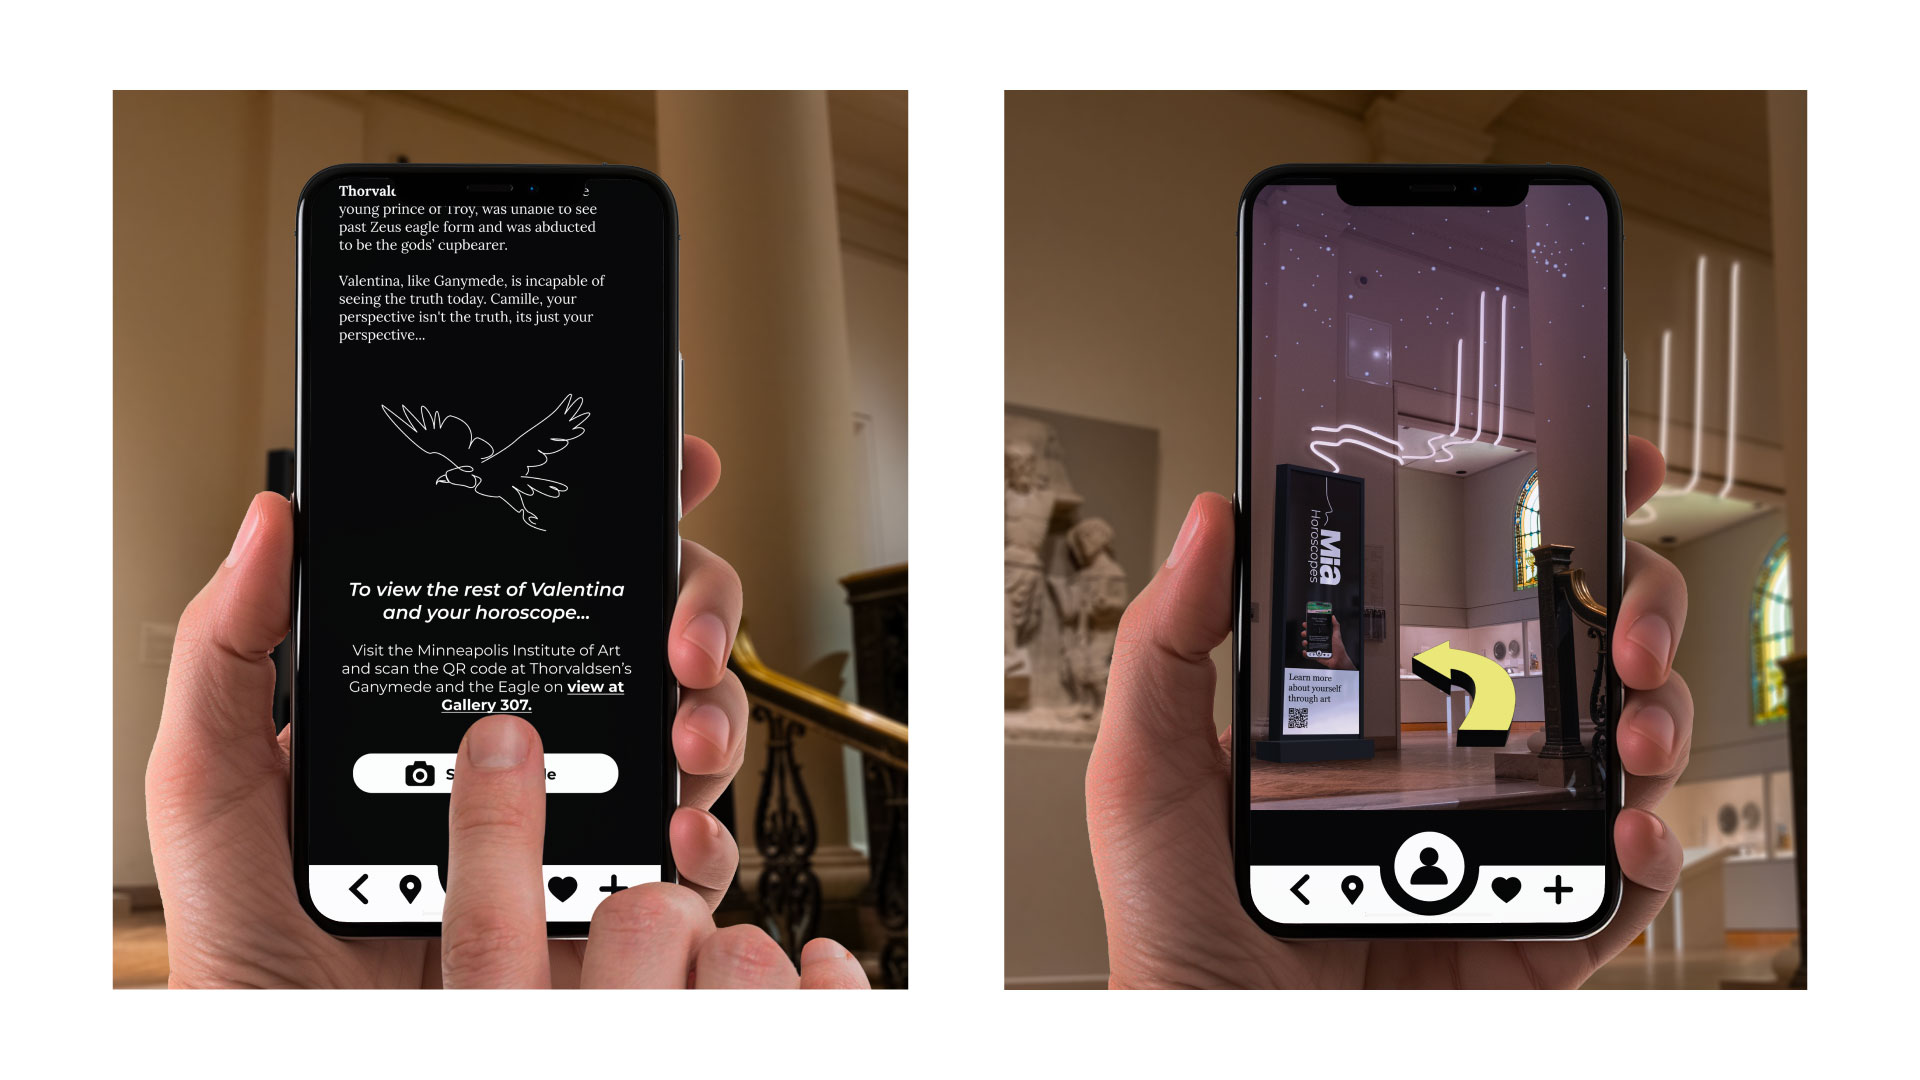 Thorval
young prince of Troy, was unable to see
past Zeus eagle form and was abducted
to be the gods' cupbearer.
Valentina, like Ganymede, is incapable of
seeing the truth today. Camille, your
perspective isn't the truth, its just your
perspective...
To view the rest of Valentina
and your horoscope...
Visit the Minneapolis Institute of Art
and scan the QR code at Thorvaldsen's
Ganymede and the Eagle on view at
Gallery 307.
Mia
Horoscopes
Learn more
about yourself
through art